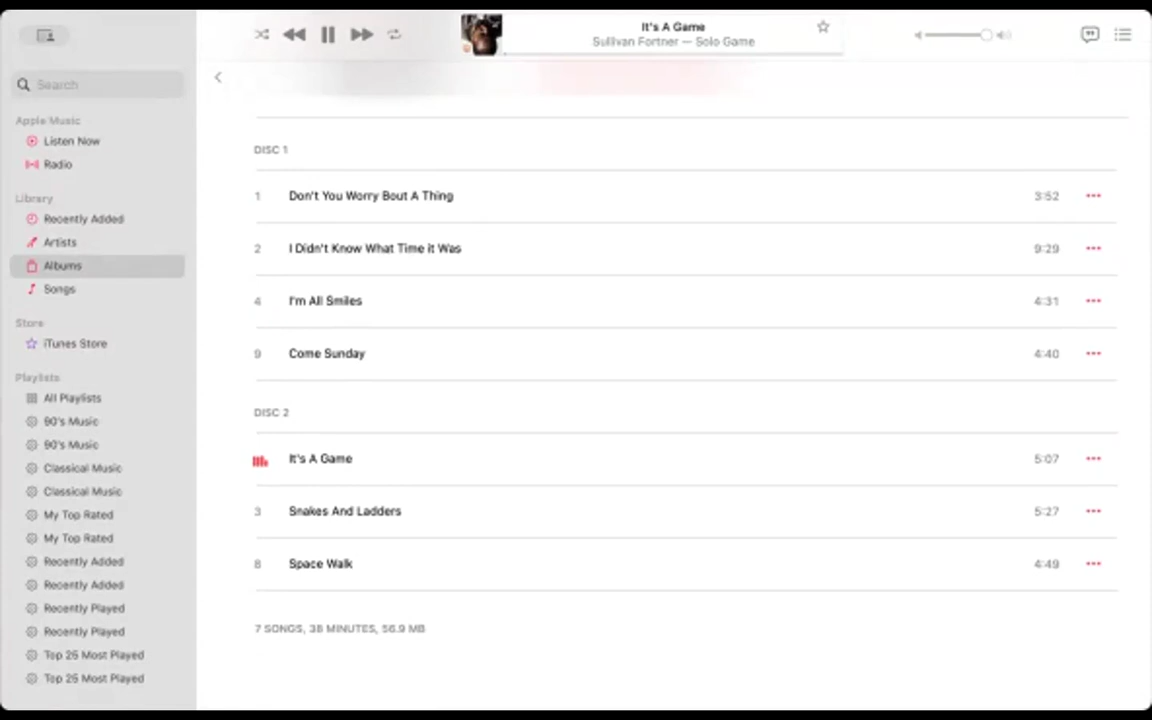 It's A Game
Sullivan Fortner — Solo Game
Search
Apple Music
Listen Now
Radio
Library
Recently Added
Artists
Albums
Songs
Store
iTunes Store
Playlists
All Playlists
90's Music
90's Music
Classical Music
Classical Music
My Top Rated
My Top Rated
Recently Added
Recently Added
Recently Played
Recently Played
Top 25 Most Played
Top 25 Most Played
DISC 1
1 Don't You Worry Bout A Thing 3:52
2 I Didn't Know What Time it Was 9:29
4 I'm All Smiles 4:31
9 Come Sunday 4:40
DISC 2
It's A Game 5:07
3 Snakes And Ladders 5:27
8 Space Walk 4:49
7 SONGS, 38 MINUTES, 56.9 MB